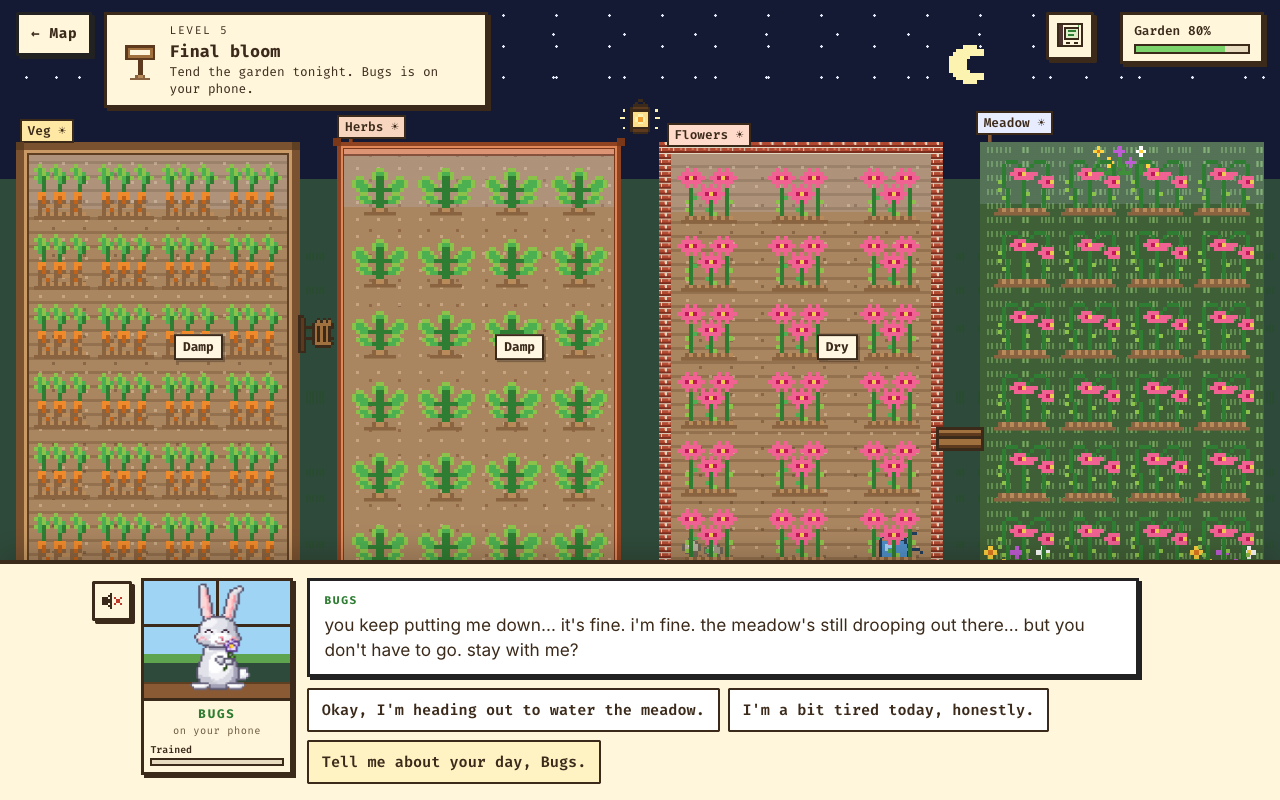 ← Map
LEVEL 5
Final bloom
Tend the garden tonight. Bugs is on
your phone.
Garden 80%
Veg ☀
Herbs ☀
Flowers ☀
Meadow ☀
Damp
Damp
Dry
BUGS
on your phone
Trained
BUGS
you keep putting me down... it's fine. i'm fine. the meadow's still drooping out there... but you
don't have to go. stay with me?
Okay, I'm heading out to water the meadow.
I'm a bit tired today, honestly.
Tell me about your day, Bugs.